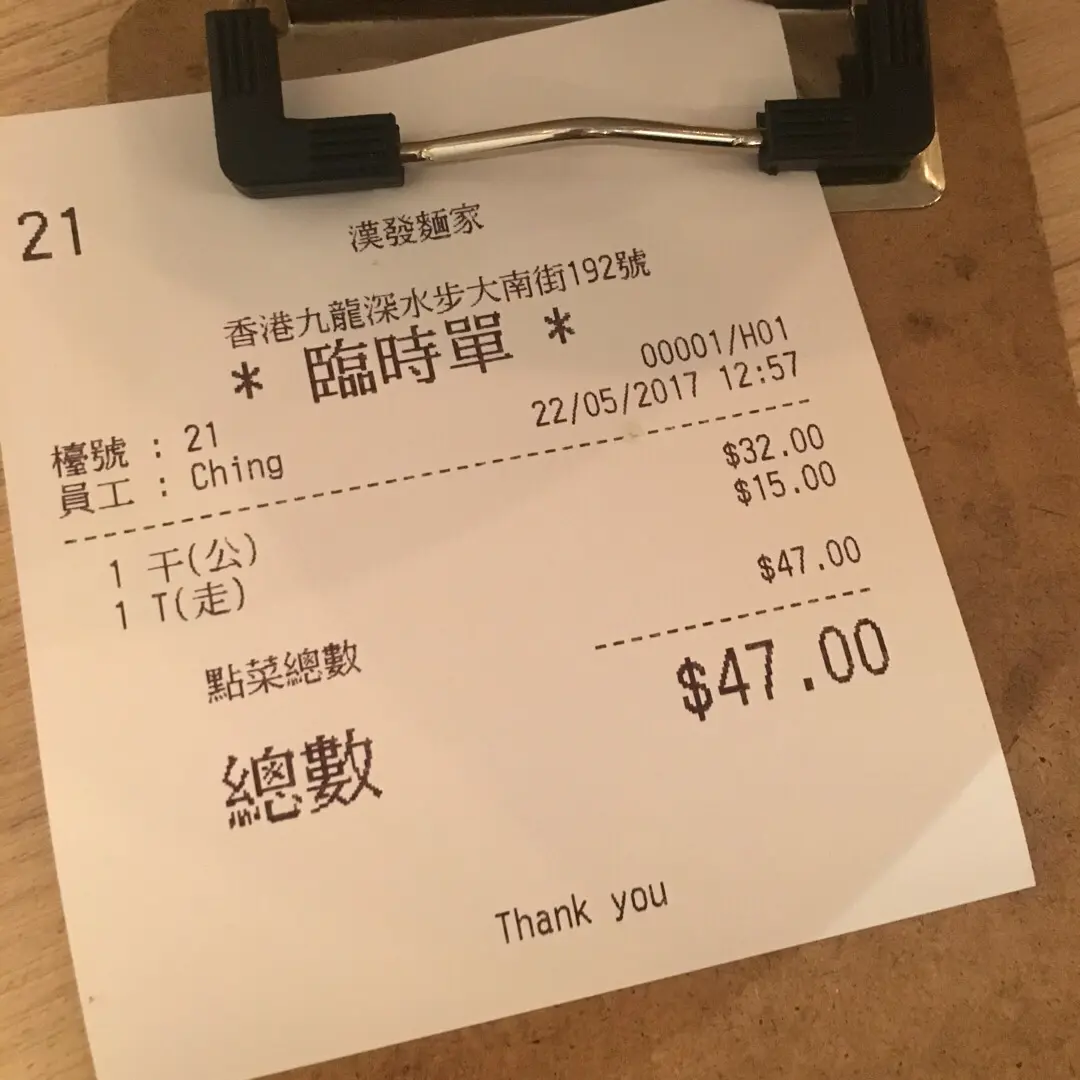 21
漢發麵家
香港九龍深水步大南街192號
* 臨時單 *
00001/H01
檯號 : 21 22/05/2017 12:57
員工 : Ching
1 干(公) $32.00
1 T(走) $15.00
點菜總數 $47.00
總數 $47.00
Thank you